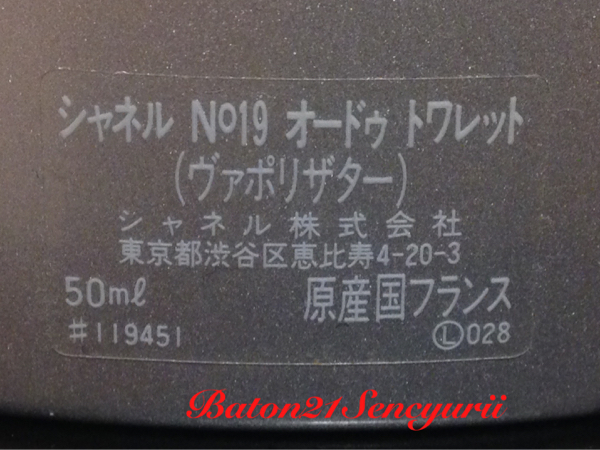 シャネル №19 オードゥ トワレット
(ヴァポリザター)
シャネル株式会社
東京都渋谷区恵比寿4-20-3
50mℓ 原産国フランス
#119451 Ⓛ028
Baton21Sencyurii